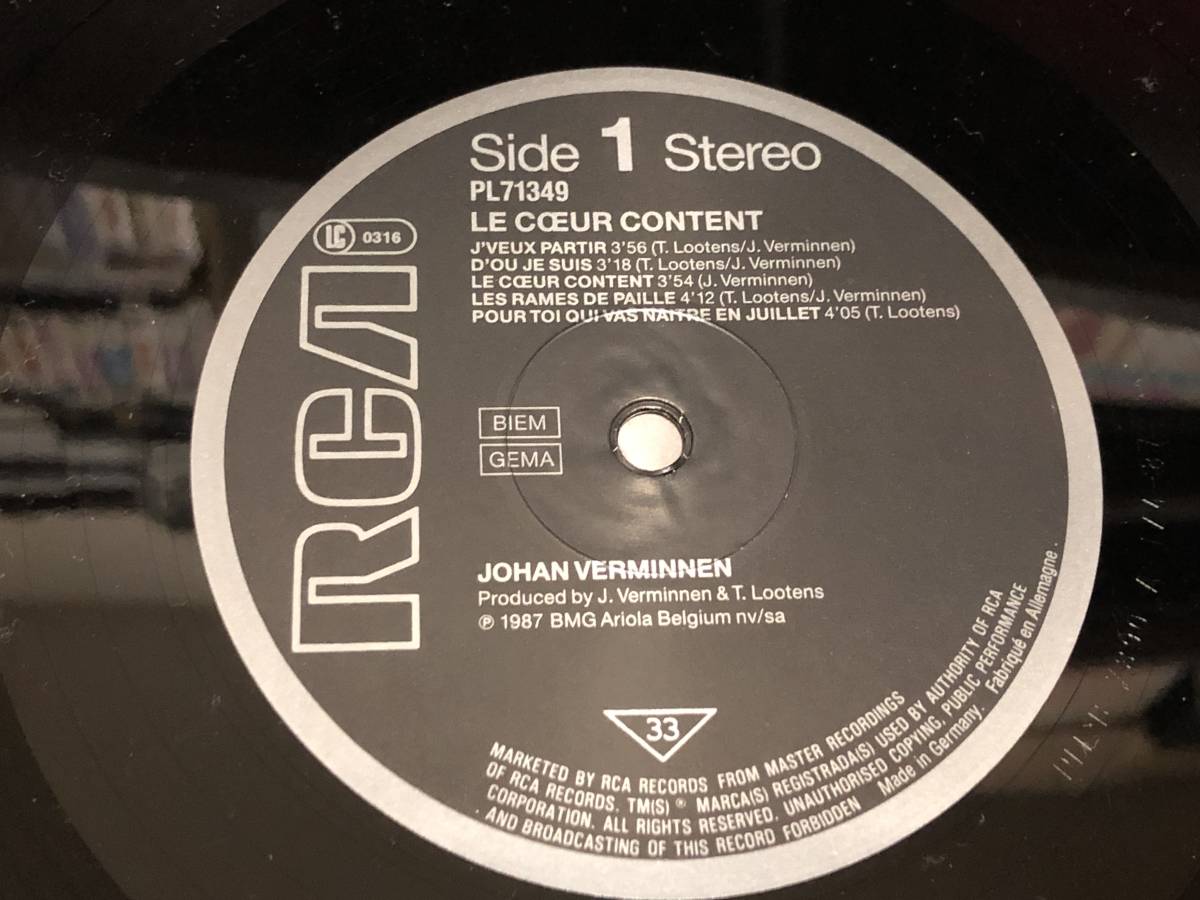 Side 1 Stereo
PL71349
LE CŒUR CONTENT
LC 0316
J'VEUX PARTIR 3'56 (T. Lootens/J. Verminnen)
D'OU JE SUIS 3'18 (T. Lootens/J. Verminnen)
LE CŒUR CONTENT 3'54 (J. Verminnen)
LES RAMES DE PAILLE 4'12 (T. Lootens/J. Verminnen)
POUR TOI QUI VAS NAITRE EN JUILLET 4'05 (T. Lootens)
RCA
BIEM
GEMA
JOHAN VERMINNEN
Produced by J. Verminnen & T. Lootens
℗ 1987 BMG Ariola Belgium nv/sa
33
MARKETED BY RCA RECORDS FROM MASTER RECORDINGS
OF RCA RECORDS. TM(S) ® MARCA(S) REGISTRADA(S) USED BY AUTHORITY OF RCA
CORPORATION. ALL RIGHTS RESERVED. UNAUTHORISED COPYING, PUBLIC PERFORMANCE
· AND BROADCASTING OF THIS RECORD FORBIDDEN Made in Germany. Fabriqué en Allemagne ·